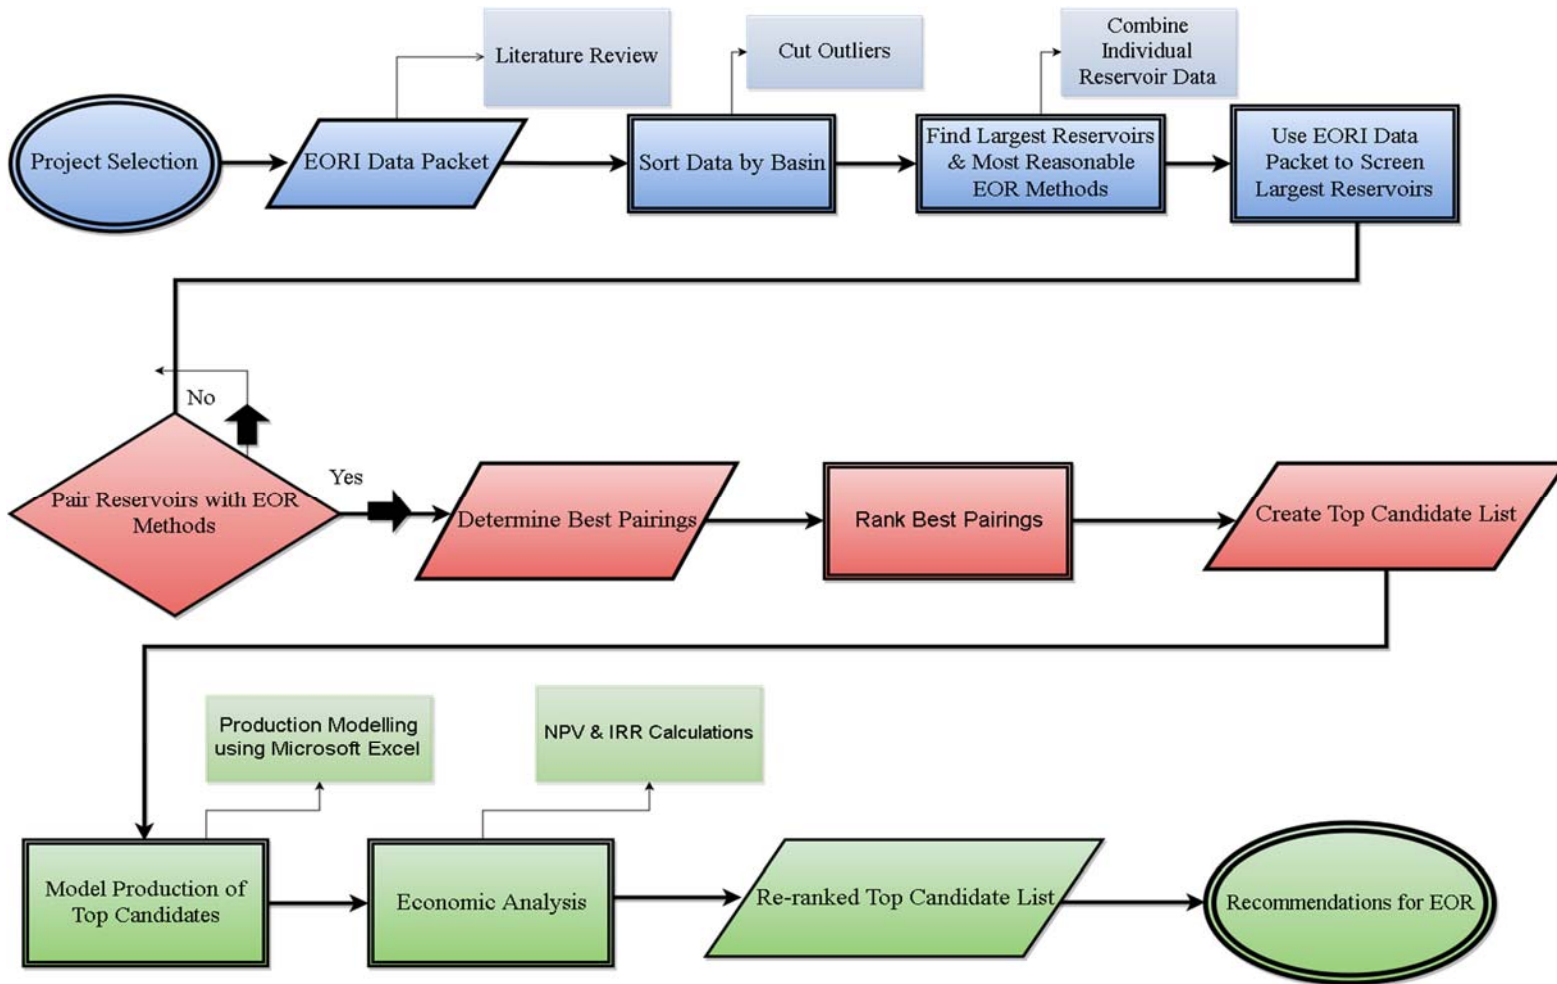 Literature Review
Cut Outliers
Combine
Individual
Reservoir Data
Project Selection
EORI Data Packet
Sort Data by Basin
Find Largest Reservoirs
& Most Reasonable
EOR Methods
Use EORI Data
Packet to Screen
Largest Reservoirs
No
Yes
Pair Reservoirs with EOR
Methods
Determine Best Pairings
Rank Best Pairings
Create Top Candidate List
Production Modelling
using Microsoft Excel
NPV & IRR Calculations
Model Production of
Top Candidates
Economic Analysis
Re-ranked Top Candidate List
Recommendations for EOR